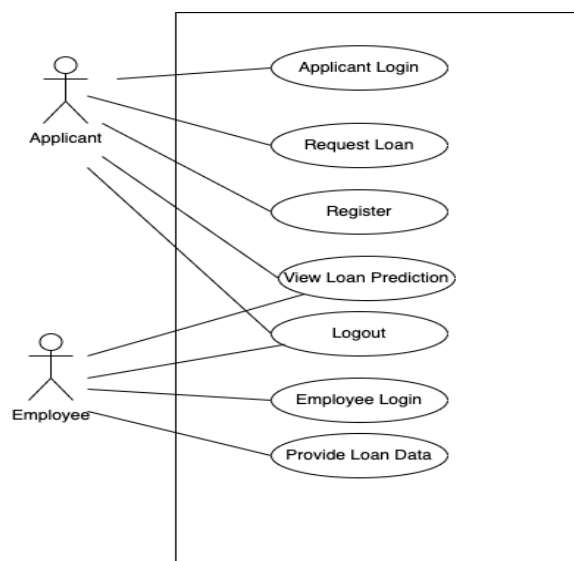 Applicant Login
Applicant
Request Loan
Register
View Loan Prediction
Logout
Employee
Employee Login
Provide Loan Data